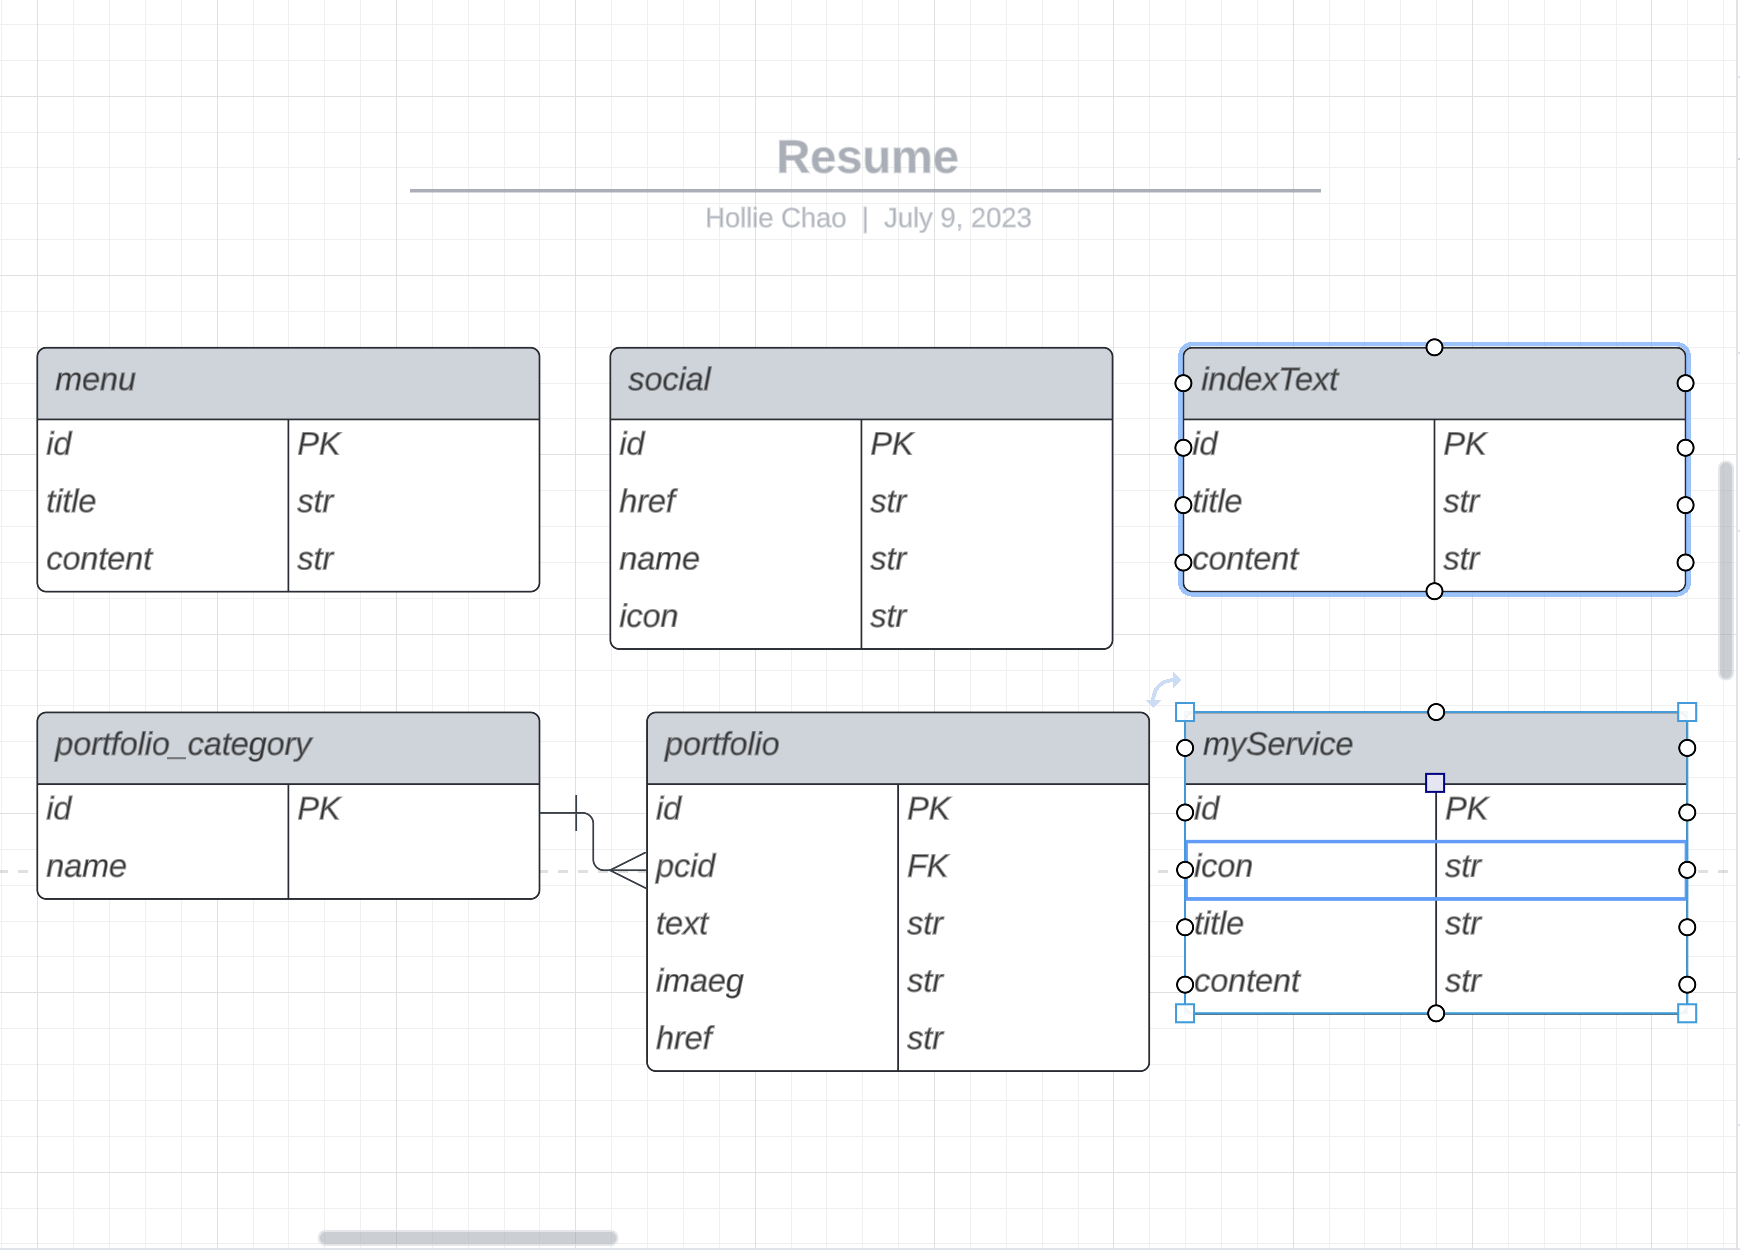 Resume
Hollie Chao | July 9, 2023
menu
id PK
title str
content str
social
id PK
href str
name str
icon str
indexText
id PK
title str
content str
portfolio_category
id PK
name
portfolio
id PK
pcid FK
text str
imaeg str
href str
myService
id PK
icon str
title str
content str